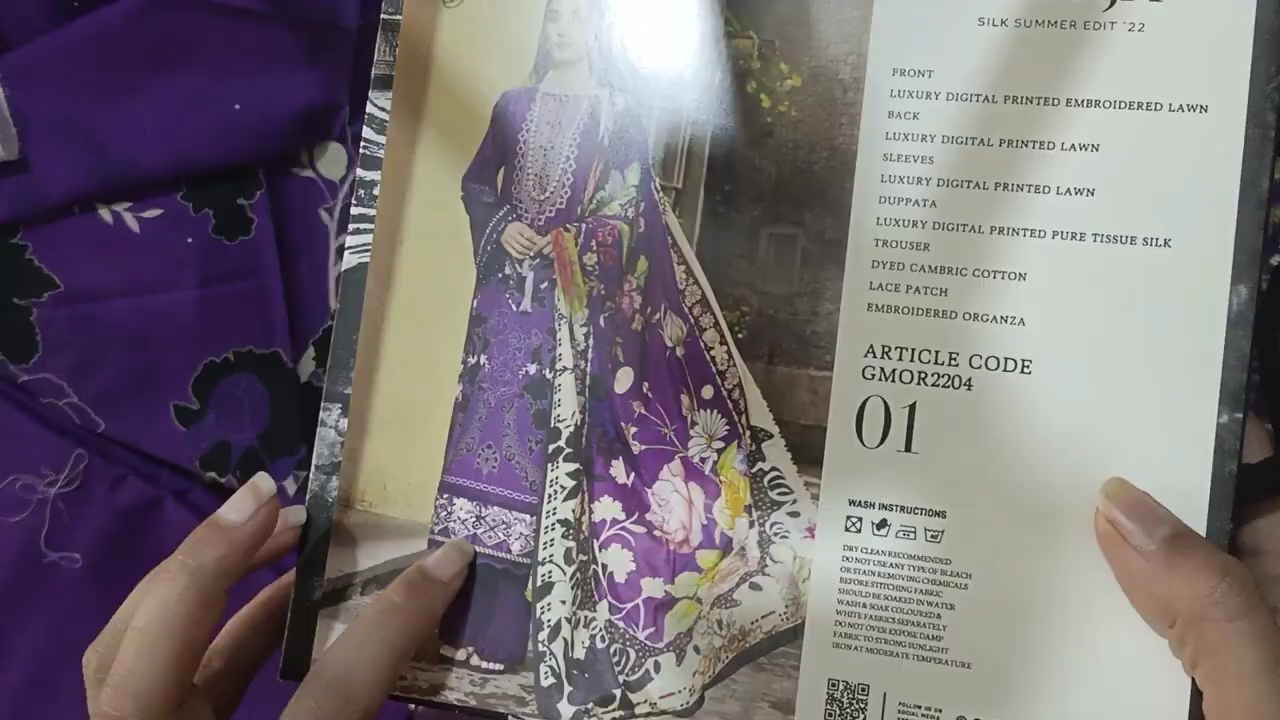 SILK SUMMER EDIT '22
FRONT
LUXURY DIGITAL PRINTED EMBROIDERED LAWN
BACK
LUXURY DIGITAL PRINTED LAWN
SLEEVES
LUXURY DIGITAL PRINTED LAWN
DUPPATA
LUXURY DIGITAL PRINTED PURE TISSUE SILK
TROUSER
DYED CAMBRIC COTTON
LACE PATCH
EMBROIDERED ORGANZA
ARTICLE CODE
GMOR2204
01
WASH INSTRUCTIONS
DRY CLEAN RECOMMENDED
DO NOT USE ANY TYPE OF BLEACH
OR STAIN REMOVING CHEMICALS
BEFORE STITCHING FABRIC
SHOULD BE SOAKED IN WATER
WASH & SOAK COLOURED &
WHITE FABRICS SEPARATELY
DO NOT OVER EXPOSE DAMP
FABRIC TO STRONG SUNLIGHT
IRON AT MODERATE TEMPERATURE
FOLLOW US ON
SOCIAL MEDIA